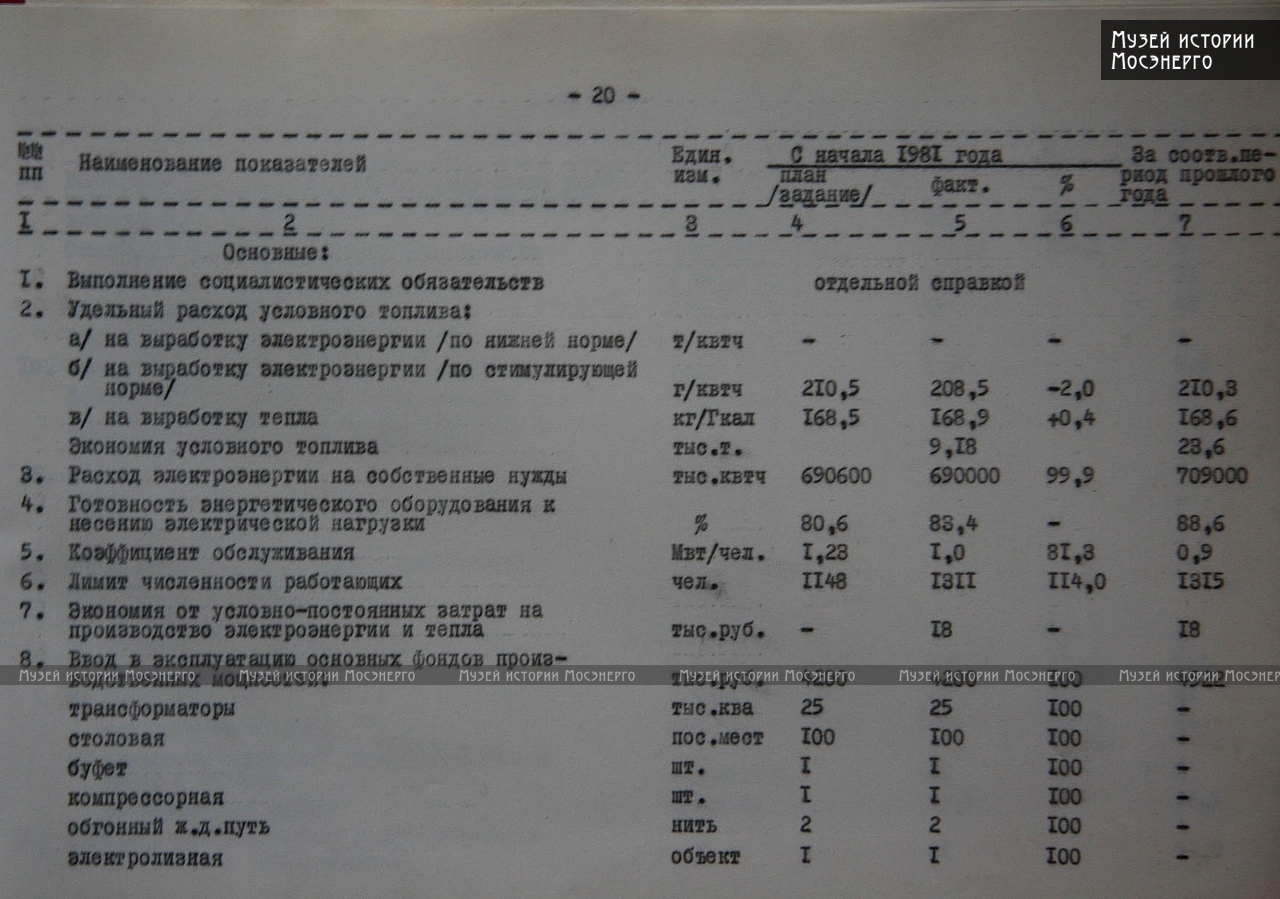 Музей истории
Мосэнерго
- 20 -
№№ Наименование показателей Един. С начала 1981 года За соотв.пе-
пп изм. план факт. % риод прошлого
/задание/ года
I 2 3 4 5 6 7
Основные:
I. Выполнение социалистических обязательств отдельной справкой
2. Удельный расход условного топлива:
а/ на выработку электроэнергии /по нижней норме/ т/квтч - - - -
б/ на выработку электроэнергии /по стимулирующей
норме/ г/квтч 210,5 208,5 -2,0 210,3
в/ на выработку тепла кг/Гкал 168,5 168,9 +0,4 168,6
Экономия условного топлива тыс.т. 9,18 23,6
3. Расход электроэнергии на собственные нужды тыс.квтч 690600 690000 99,9 709000
4. Готовность энергетического оборудования к
несению электрической нагрузки % 80,6 83,4 - 88,6
5. Коэффициент обслуживания Мвт/чел. 1,23 1,0 81,3 0,9
6. Лимит численности работающих чел. 1148 1311 114,0 1315
7. Экономия от условно-постоянных затрат на
производство электроэнергии и тепла тыс.руб. - 18 - 18
8. Ввод в эксплуатацию основных фондов произ-
водственных мощностей: тыс.руб. 100
Музей истории Мосэнерго Музей истории Мосэнерго Музей истории Мосэнерго Музей истории Мосэнерго Музей истории Мосэнерго Музей истории Мосэнерго
трансформаторы тыс.ква 25 25 100 -
столовая пос.мест 100 100 100 -
буфет шт. I I 100 -
компрессорная шт. I I 100 -
обгонный ж.д.путь нить 2 2 100 -
электролизная объект I I 100 -